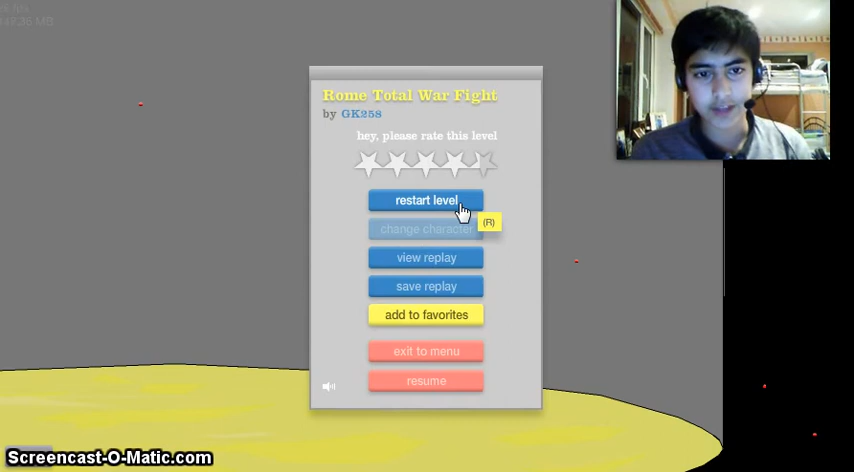 Rome Total War Fight
by GK258
hey, please rate this level
restart level
(R)
change character
view replay
save replay
add to favorites
exit to menu
resume
Screencast-O-Matic.com